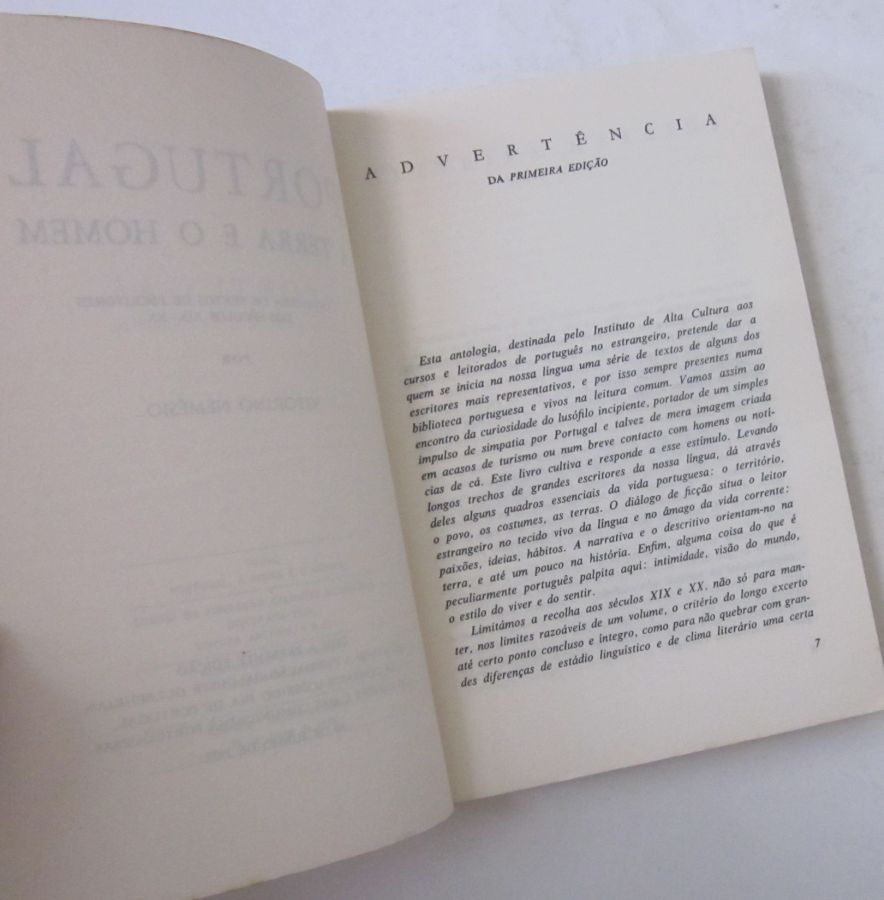 PORTUGAL
TERRA E O HOMEM
POR
NEMÉSIO
ADVERTÊNCIA
DA PRIMEIRA EDIÇÃO
Esta antologia, destinada pelo Instituto de Alta Cultura aos
cursos e leitorados de português no estrangeiro, pretende dar a
quem se inicia na nossa língua uma série de textos de alguns dos
escritores mais representativos, e por isso sempre presentes numa
biblioteca portuguesa e vivos na leitura comum. Vamos assim ao
encontro da curiosidade do lusófilo incipiente, portador de um simples
impulso de simpatia por Portugal e talvez de mera imagem criada
em acasos de turismo ou num breve contacto com homens ou notí-
cias de cá. Este livro cultiva e responde a esse estímulo. Levando
longos trechos de grandes escritores da nossa língua, dá através
deles alguns quadros essenciais da vida portuguesa: o território,
o povo, os costumes, as terras. O diálogo de ficção situa o leitor
estrangeiro no tecido vivo da língua e no âmago da vida corrente:
paixões, ideias, hábitos. A narrativa e o descritivo orientam-no na
terra, e até um pouco na história. Enfim, alguma coisa do que é
peculiarmente português palpita aqui: intimidade, visão do mundo,
o estilo do viver e do sentir.
Limitámos a recolha aos séculos XIX e XX, não só para man-
ter, nos limites razoáveis de um volume, o critério do longo excerto
até certo ponto concluso e íntegro, como para não quebrar com gran-
des diferenças de estádio linguístico e de clima literário uma certa
7